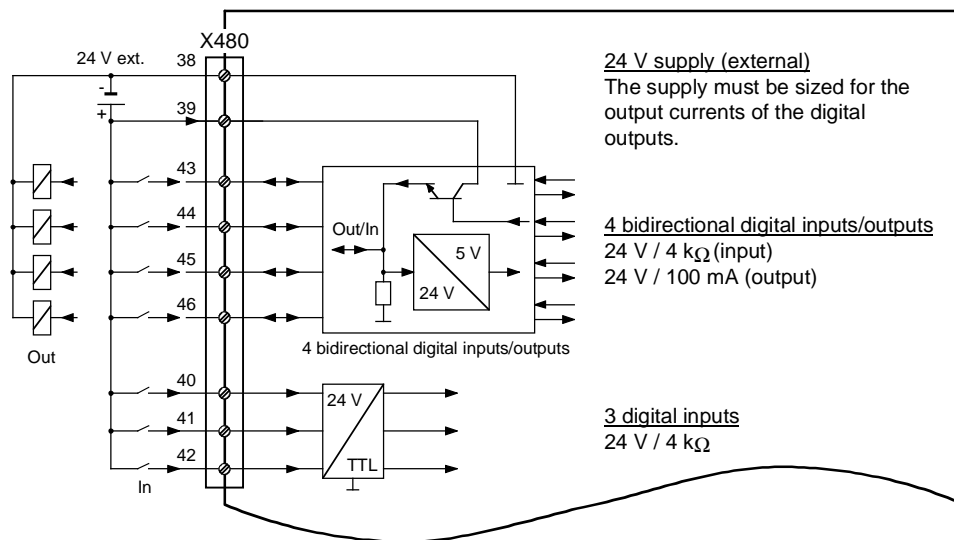 X480
24 V ext.
38
-
+
39
43
44
45
46
Out
40
41
42
In
Out/In
5 V
24 V
4 bidirectional digital inputs/outputs
24 V
TTL
24 V supply (external)
The supply must be sized for the
output currents of the digital
outputs.
4 bidirectional digital inputs/outputs
24 V / 4 kΩ (input)
24 V / 100 mA (output)
3 digital inputs
24 V / 4 kΩ